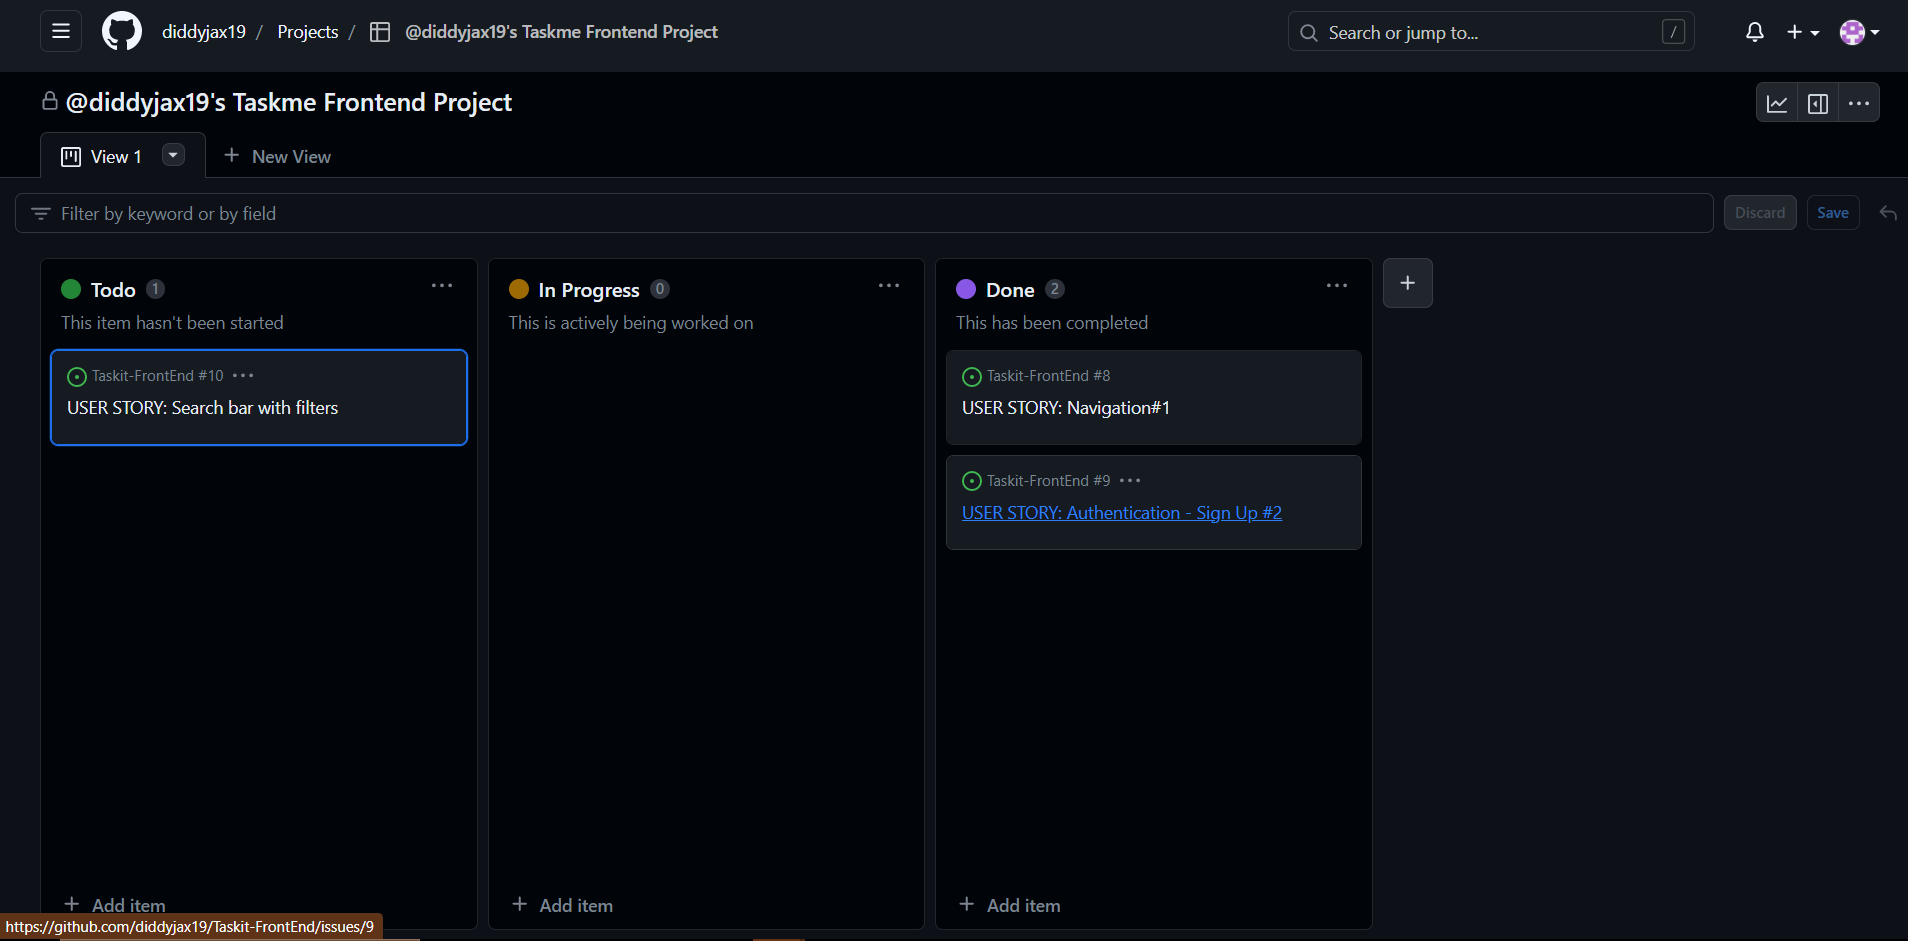 diddyjax19 / Projects / @diddyjax19's Taskme Frontend Project
Search or jump to... /
@diddyjax19's Taskme Frontend Project
View 1
New View
Filter by keyword or by field
Discard
Save
Todo 1
This item hasn't been started
Taskit-FrontEnd #10
USER STORY: Search bar with filters
Add item
In Progress 0
This is actively being worked on
Add item
Done 2
This has been completed
Taskit-FrontEnd #8
USER STORY: Navigation#1
Taskit-FrontEnd #9
USER STORY: Authentication - Sign Up #2
Add item
https://github.com/diddyjax19/Taskit-FrontEnd/issues/9